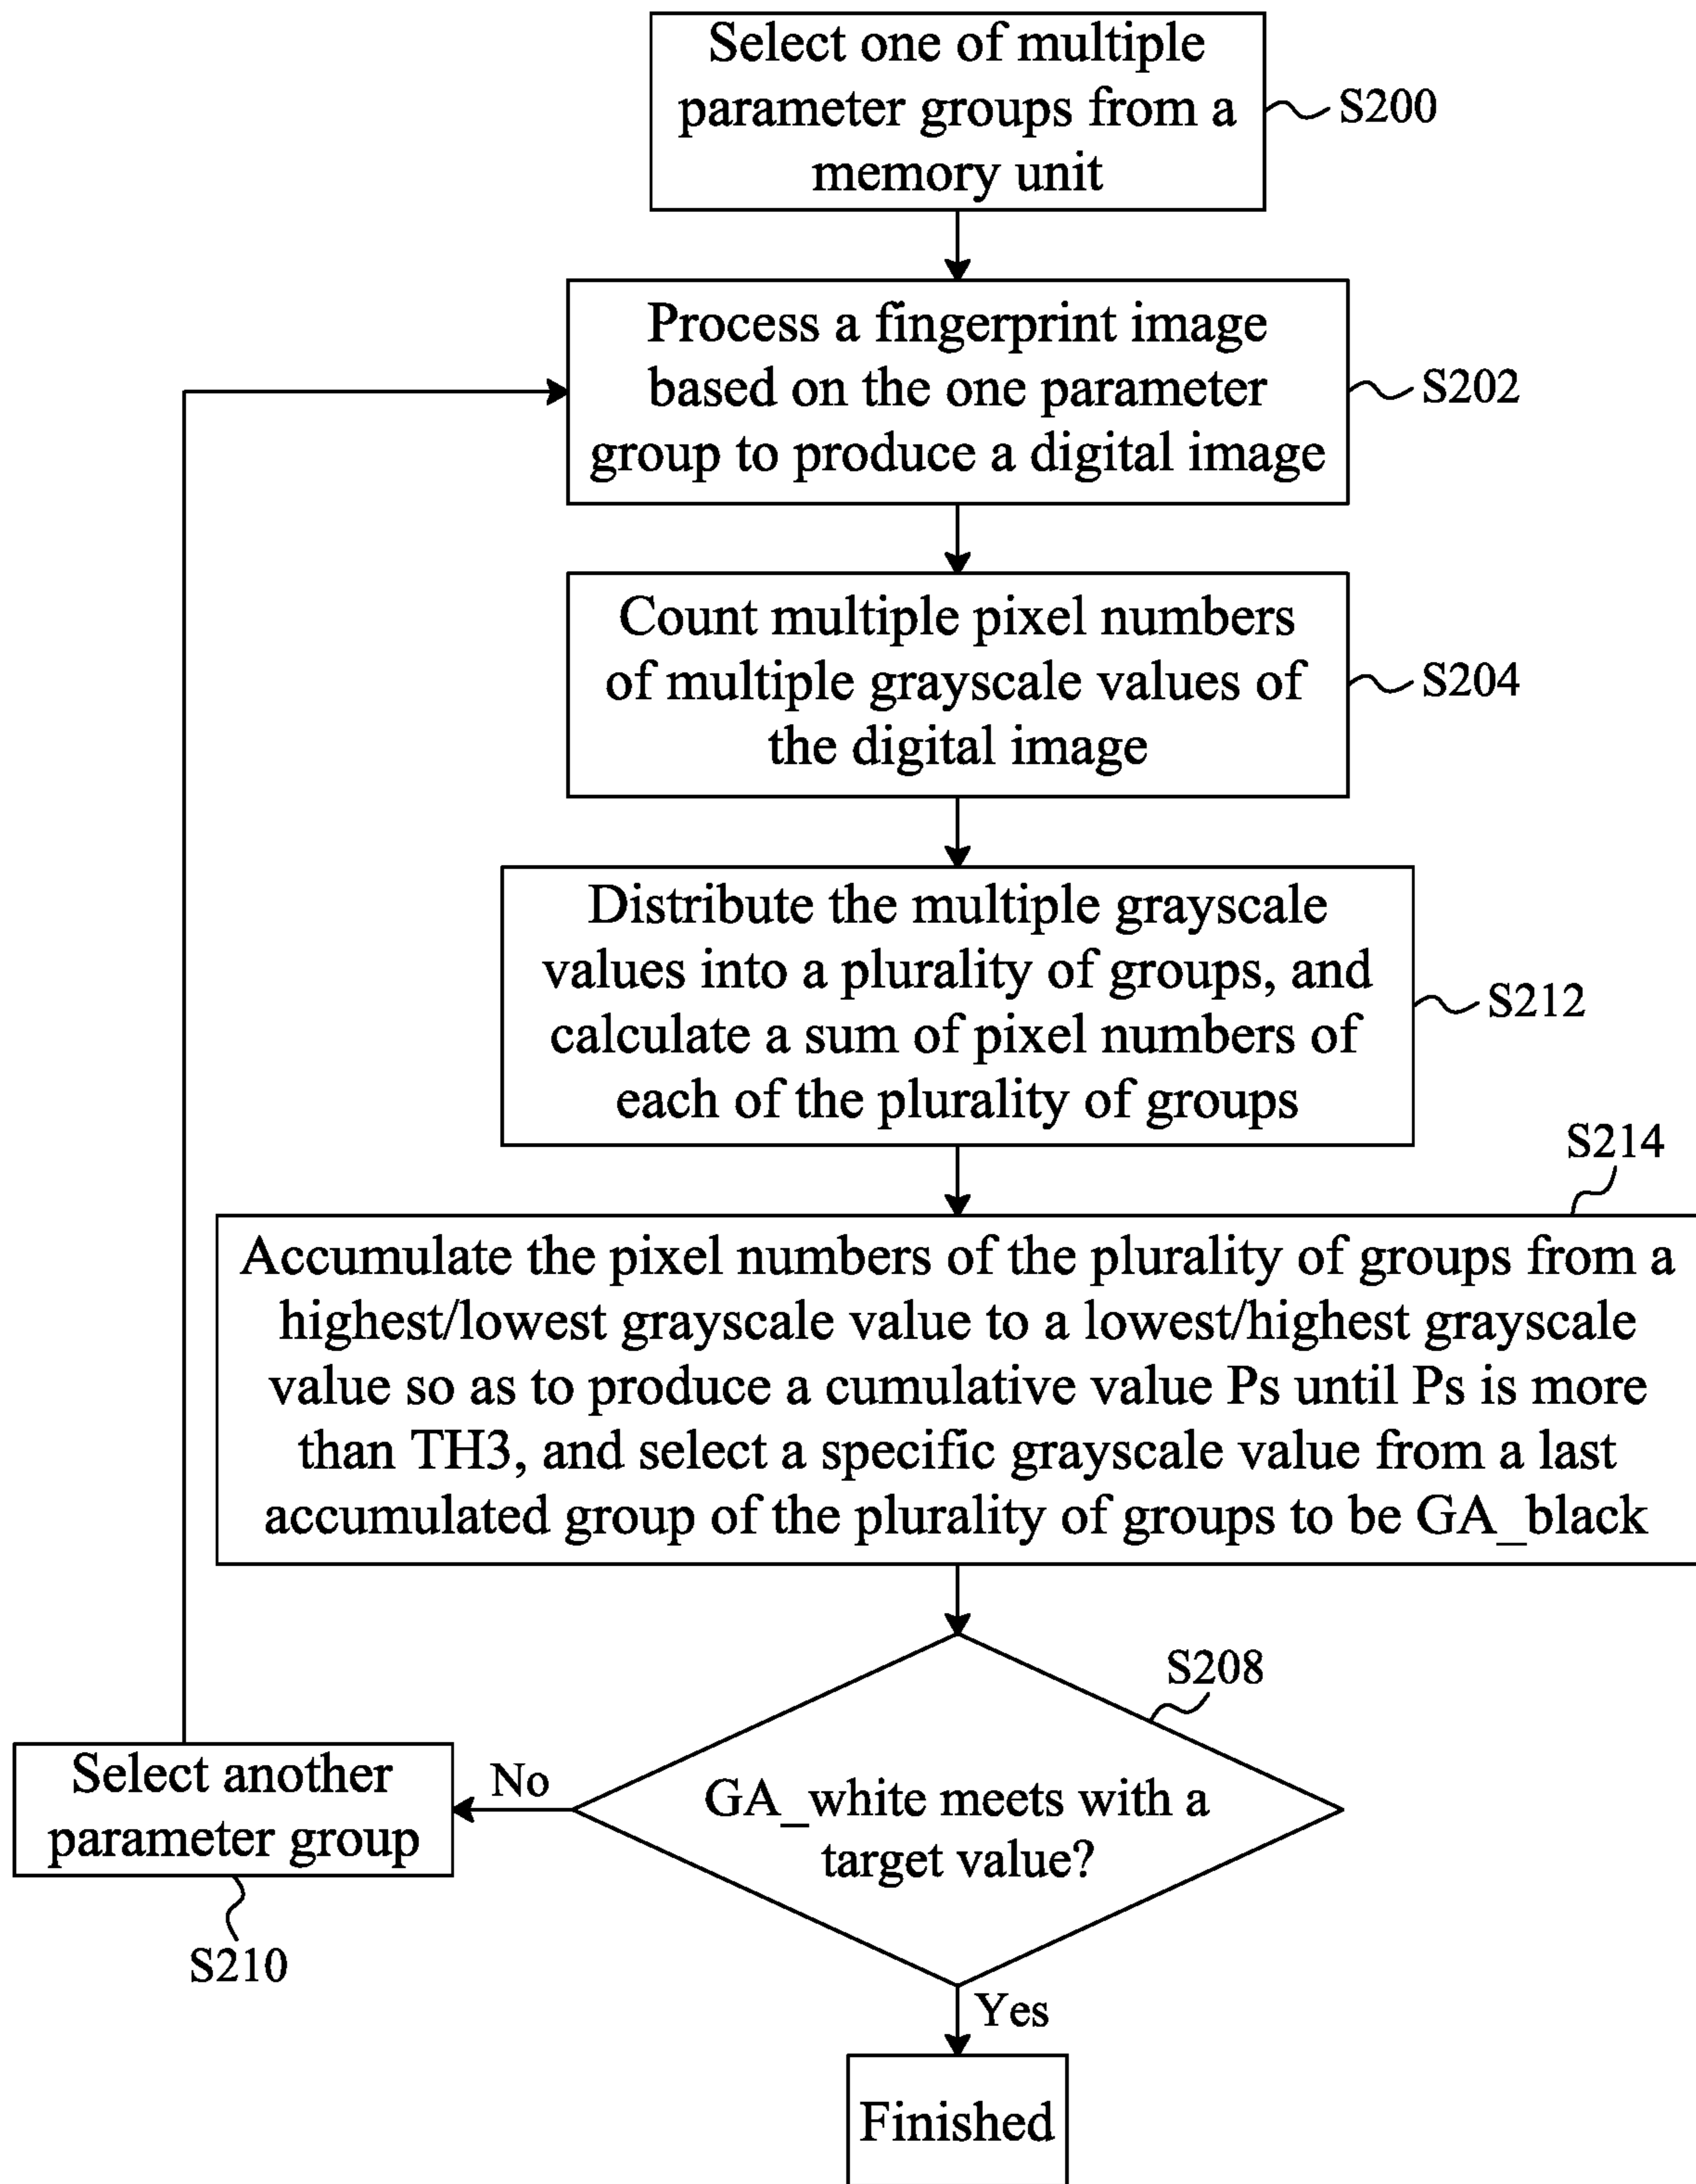 Select one of multiple
parameter groups from a
memory unit
S200
Process a fingerprint image
based on the one parameter
group to produce a digital image
S202
Count multiple pixel numbers
of multiple grayscale values of
the digital image
S204
Distribute the multiple grayscale
values into a plurality of groups, and
calculate a sum of pixel numbers of
each of the plurality of groups
S212
S214
Accumulate the pixel numbers of the plurality of groups from a
highest/lowest grayscale value to a lowest/highest grayscale
value so as to produce a cumulative value Ps until Ps is more
than TH3, and select a specific grayscale value from a last
accumulated group of the plurality of groups to be GA_black
S208
GA_white meets with a
target value?
No
Select another
parameter group
S210
Yes
Finished